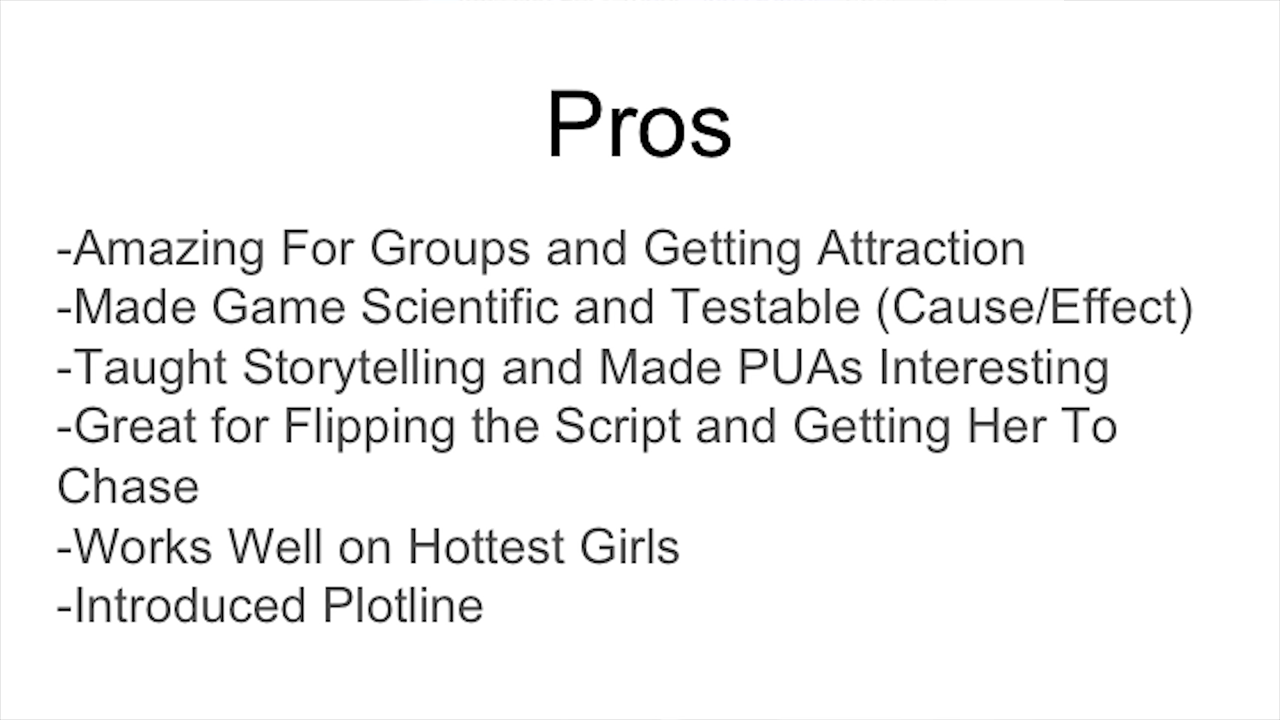 Pros
-Amazing For Groups and Getting Attraction
-Made Game Scientific and Testable (Cause/Effect)
-Taught Storytelling and Made PUAs Interesting
-Great for Flipping the Script and Getting Her To
Chase
-Works Well on Hottest Girls
-Introduced Plotline